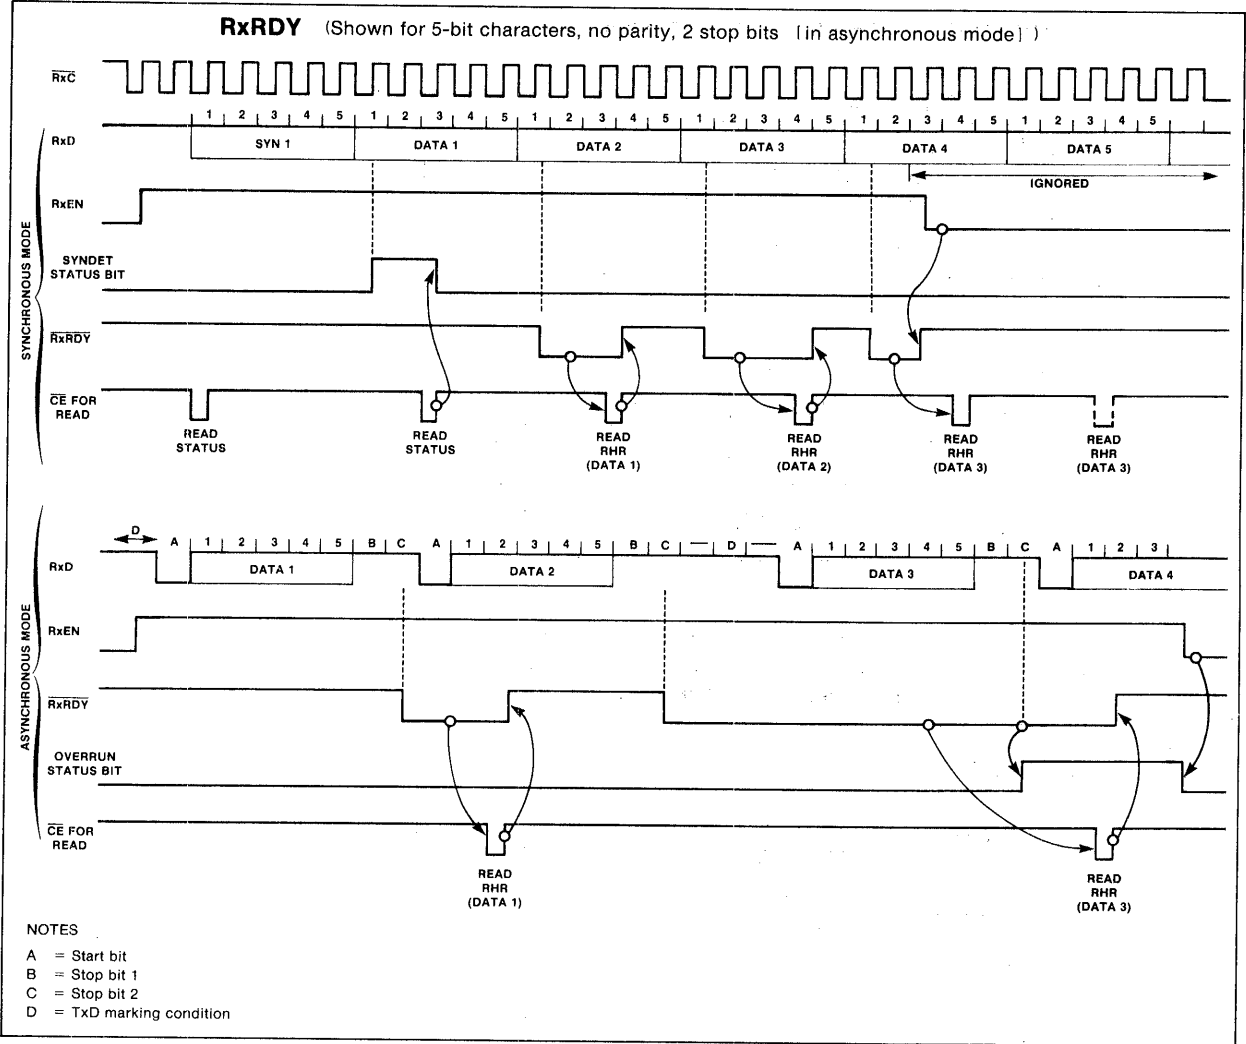 RxRDY (Shown for 5-bit characters, no parity, 2 stop bits [in asynchronous mode])
RxC
1 2 3 4 5 1 2 3 4 5 1 2 3 4 5 1 2 3 4 5 1 2 3 4 5 1 2 3 4 5
RxD
SYN 1 DATA 1 DATA 2 DATA 3 DATA 4 DATA 5
IGNORED
RxEN
SYNCHRONOUS MODE
SYNDET
STATUS BIT
RxRDY
CE FOR
READ
READ
STATUS
READ
STATUS
READ
RHR
(DATA 1)
READ
RHR
(DATA 2)
READ
RHR
(DATA 3)
READ
RHR
(DATA 3)
D A 1 2 3 4 5 B C A 1 2 3 4 5 B C D A 1 2 3 4 5 B C A 1 2 3
RxD
DATA 1 DATA 2 DATA 3 DATA 4
RxEN
ASYNCHRONOUS MODE
RxRDY
OVERRUN
STATUS BIT
CE FOR
READ
READ
RHR
(DATA 1)
READ
RHR
(DATA 3)
NOTES
A = Start bit
B = Stop bit 1
C = Stop bit 2
D = TxD marking condition